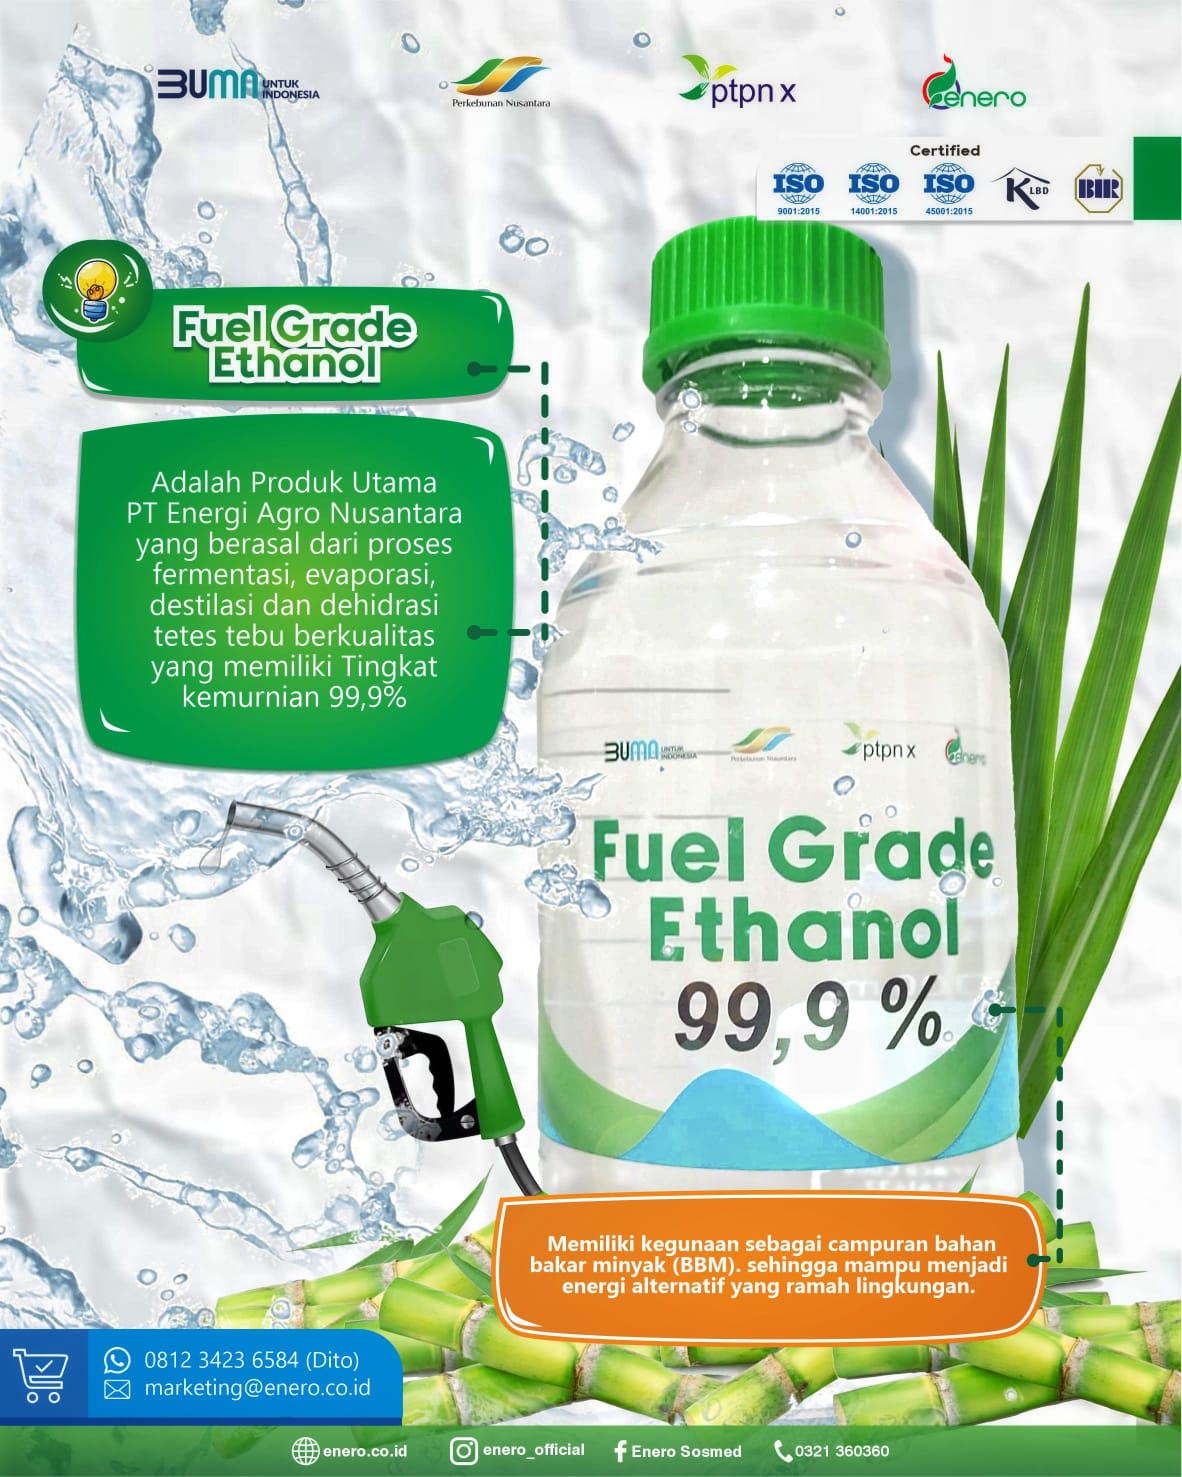 BUMN UNTUK
INDONESIA
Perkebunan Nusantara
ptpn x
enero
Certified
ISO
9001:2015
ISO
14001:2015
ISO
45001:2015
K LBD
BIR
Fuel Grade
Ethanol
Adalah Produk Utama
PT Energi Agro Nusantara
yang berasal dari proses
fermentasi, evaporasi,
destilasi dan dehidrasi
tetes tebu berkualitas
yang memiliki Tingkat
kemurnian 99,9%
BUMN UNTUK
INDONESIA
Perkebunan Nusantara
ptpn x
enero
Fuel Grade
Ethanol
99,9 %
Memiliki kegunaan sebagai campuran bahan
bakar minyak (BBM). sehingga mampu menjadi
energi alternatif yang ramah lingkungan.
0812 3423 6584 (Dito)
marketing@enero.co.id
enero.co.id
enero_official
Enero Sosmed
0321 360360